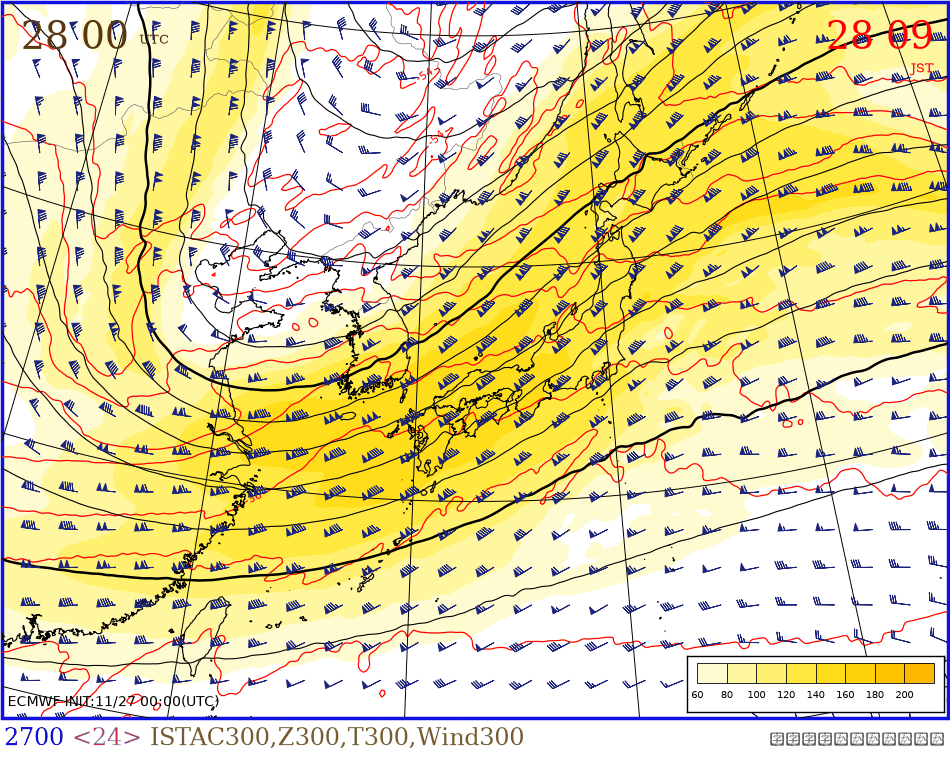 28 00 UTC
28 09
JST
-54
ECMWF INIT:11/27 00:00(UTC)
60 80 100 120 140 160 180 200
2700 <24> ISTAC300,Z300,T300,Wind300